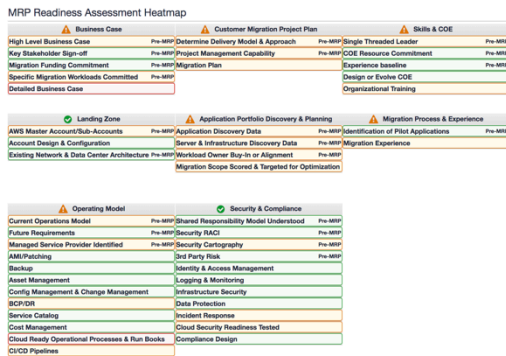 MRP Readiness Assessment Heatmap
Business Case
High Level Business Case Pre-MRP
Key Stakeholder Sign-off Pre-MRP
Migration Funding Commitment Pre-MRP
Specific Migration Workloads Committed Pre-MRP
Detailed Business Case
Customer Migration Project Plan
Determine Delivery Model & Approach Pre-MRP
Project Management Capability Pre-MRP
Migration Plan
Skills & COE
Single Threaded Leader Pre-MRP
COE Resource Commitment Pre-MRP
Experience baseline Pre-MRP
Design or Evolve COE
Organizational Training
Landing Zone
AWS Master Account/Sub-Accounts Pre-MRP
Account Design & Configuration
Existing Network & Data Center Architecture Pre-MRP
Application Portfolio Discovery & Planning
Application Discovery Data Pre-MRP
Server & Infrastructure Discovery Data Pre-MRP
Workload Owner Buy-In or Alignment Pre-MRP
Migration Scope Scored & Targeted for Optimization
Migration Process & Experience
Identification of Pilot Applications Pre-MRP
Migration Experience
Operating Model
Current Operations Model Pre-MRP
Future Requirements Pre-MRP
Managed Service Provider Identified Pre-MRP
AMI/Patching
Backup
Asset Management
Config Management & Change Management
BCP/DR
Service Catalog
Cost Management
Cloud Ready Operational Processes & Run Books
CI/CD Pipelines
Security & Compliance
Shared Responsibility Model Understood Pre-MRP
Security RACI Pre-MRP
Security Cartography Pre-MRP
3rd Party Risk Pre-MRP
Identity & Access Management
Logging & Monitoring
Infrastructure Security
Data Protection
Incident Response
Cloud Security Readiness Tested
Compliance Design